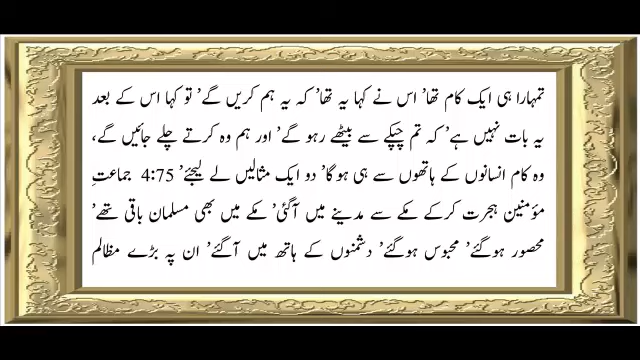 تمہارا ہی ایک کام تھا’ اس نے کہا یہ تھا’ کہ یہ ہم کریں گے’ تو کہا اس کے بعد
یہ بات نہیں ہے’ کہ تم چپکے سے بیٹھے رہو گے’ اور ہم وہ کرتے چلے جائیں گے،
وہ کام انسانوں کے ہاتھوں سے ہی ہوگا’ دو ایک مثالیں لے لیجئے’ 4:75 جماعتِ
مؤمنین ہجرت کرکے مکے سے مدینے میں آگئی’ مکے میں بھی مسلمان باقی تھے’
محصور ہوگئے’ محبوس ہوگئے’ دشمنوں کے ہاتھ میں آگئے’ ان پہ بڑے مظالم